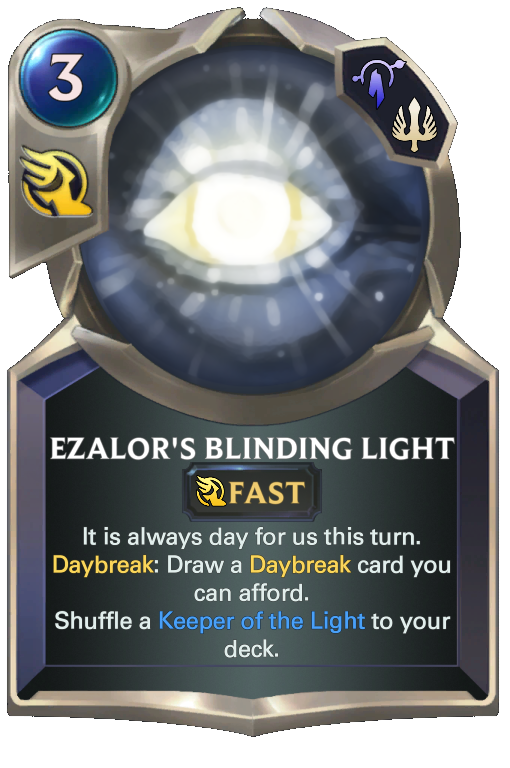 3
EZALOR'S BLINDING LIGHT
FAST
It is always day for us this turn.
Daybreak: Draw a Daybreak card you
can afford.
Shuffle a Keeper of the Light to your
deck.